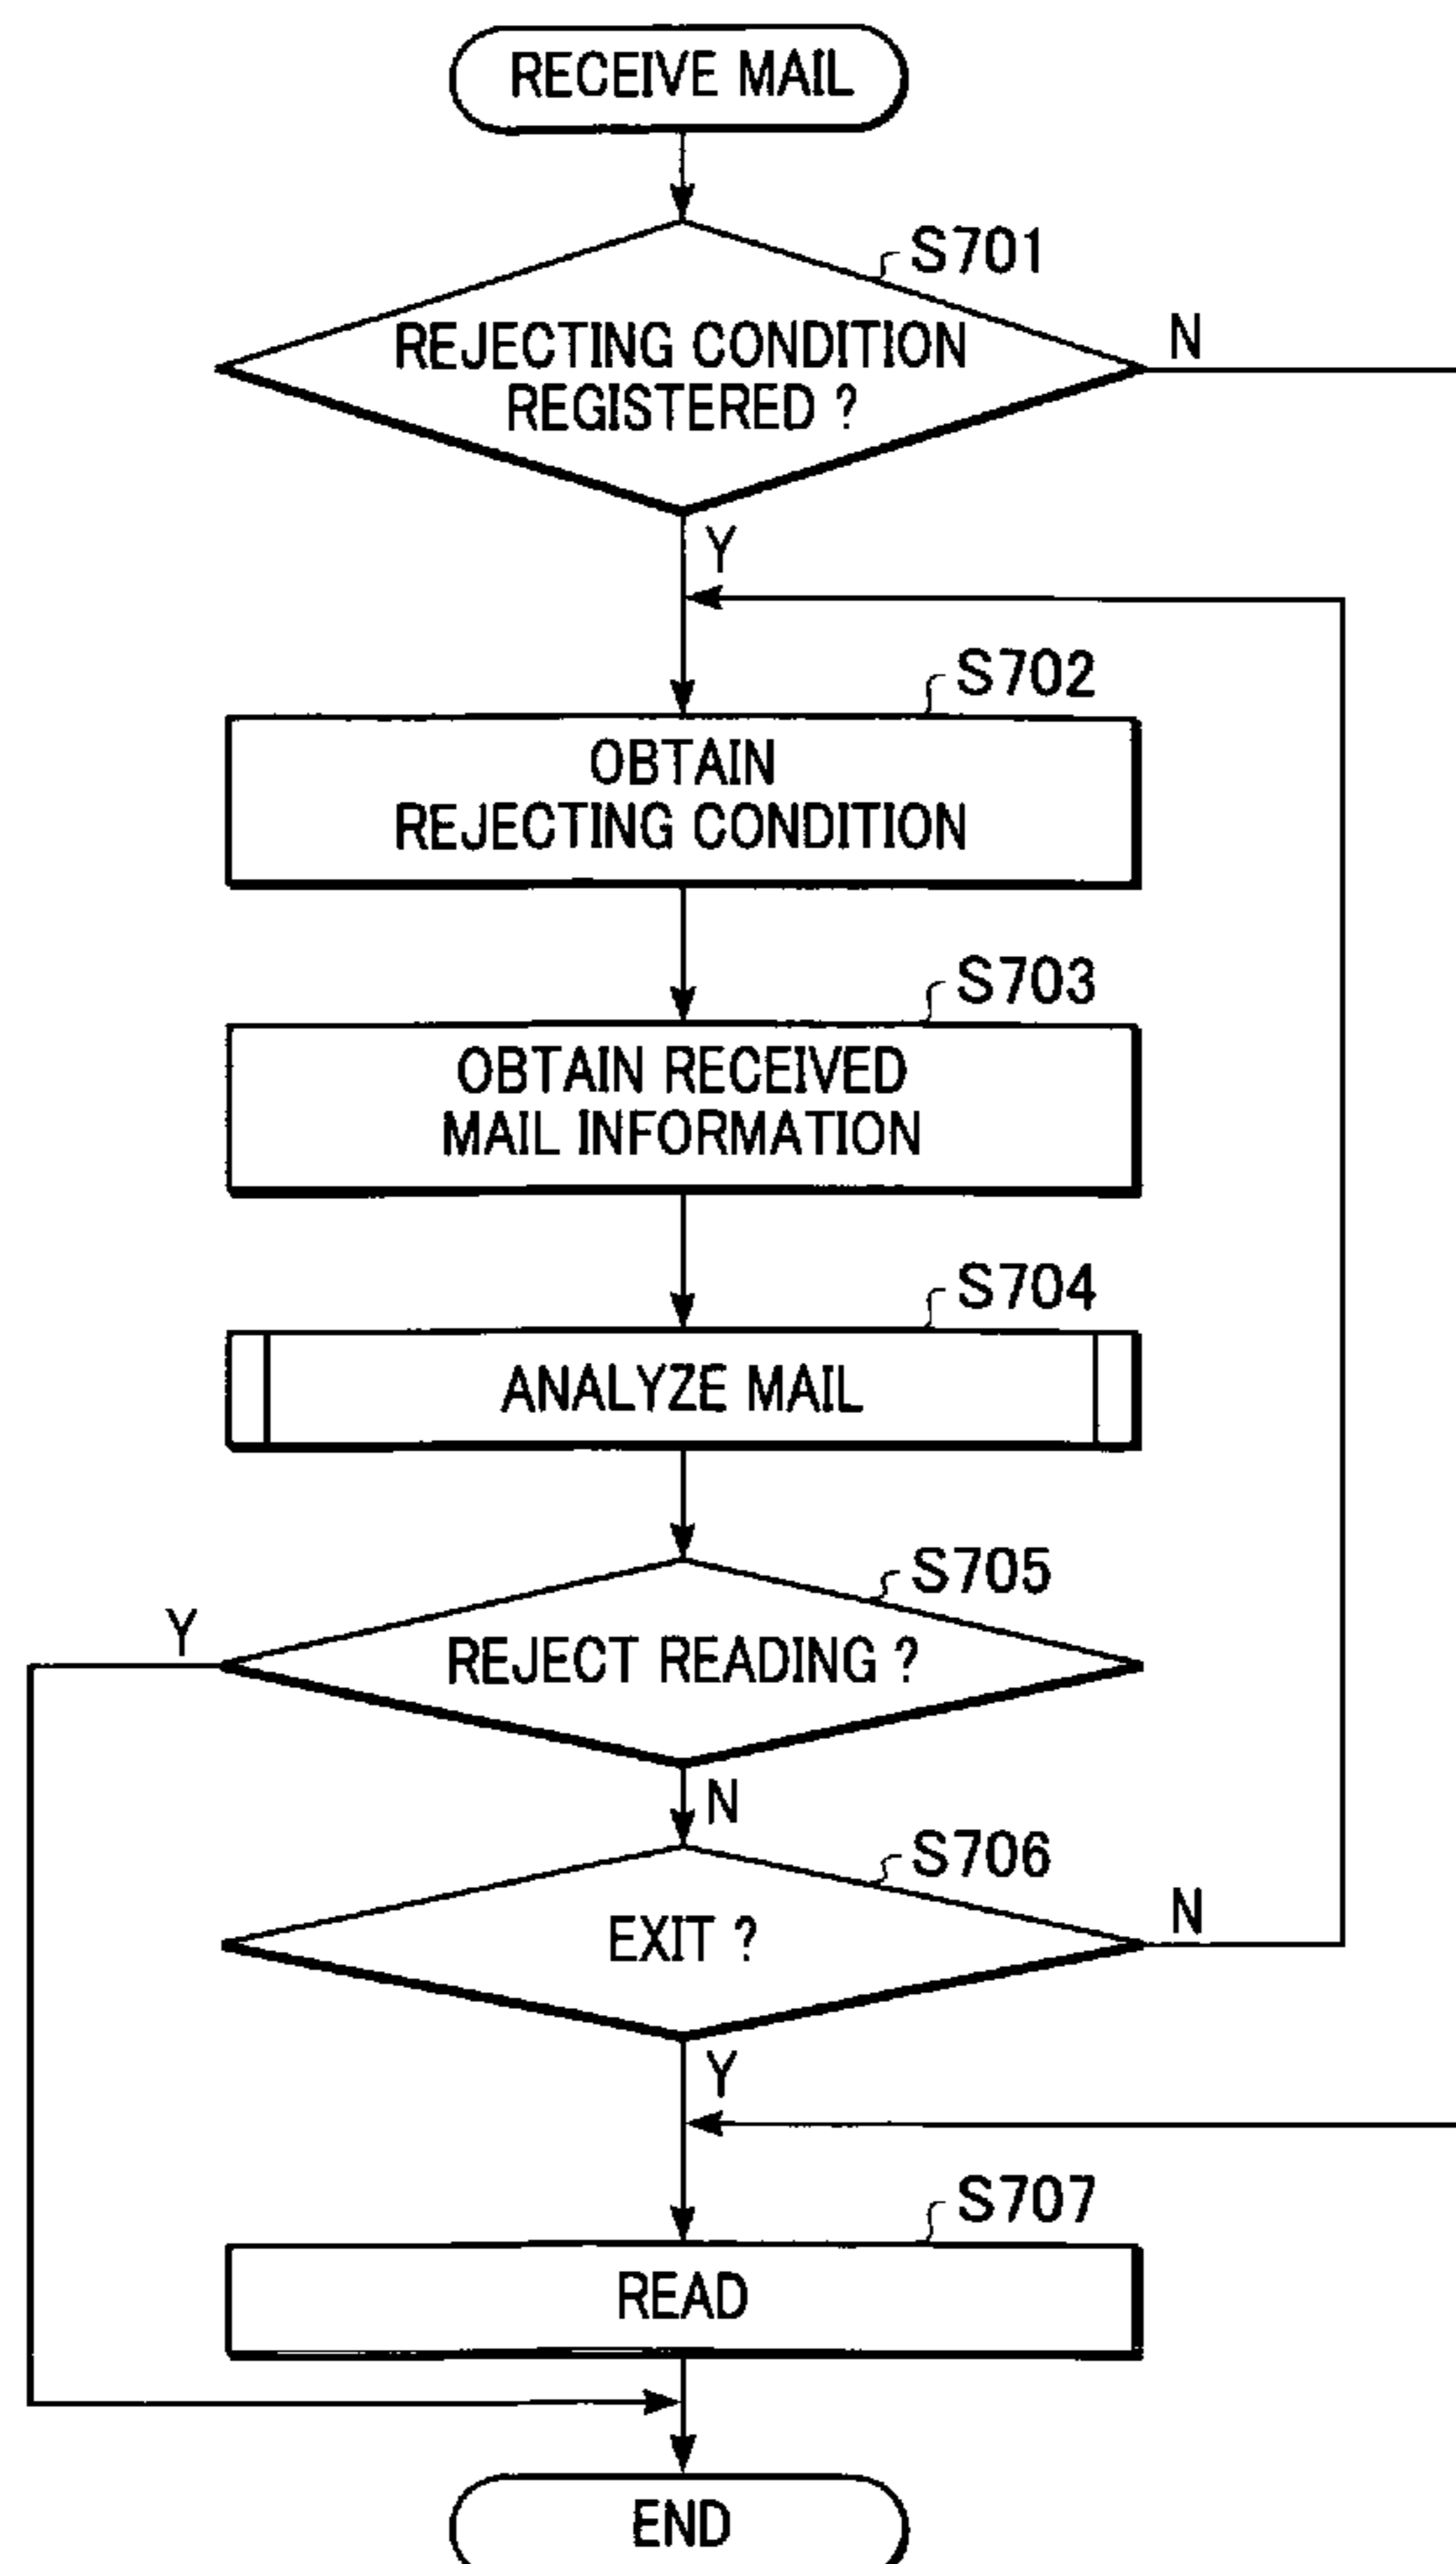 RECEIVE MAIL
S701
REJECTING CONDITION
REGISTERED ?
N
Y
S702
OBTAIN
REJECTING CONDITION
S703
OBTAIN RECEIVED
MAIL INFORMATION
S704
ANALYZE MAIL
S705
Y
REJECT READING ?
N
S706
EXIT ?
N
Y
S707
READ
END